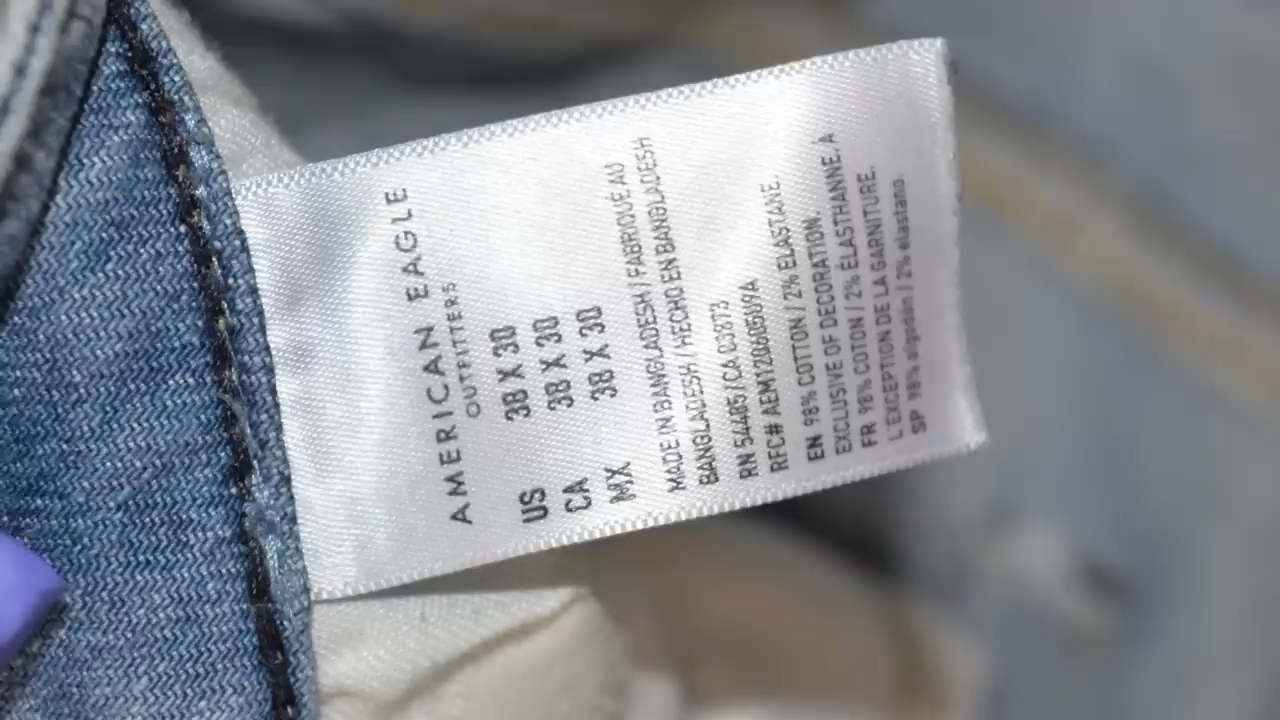 AMERICAN EAGLE
OUTFITTERS
US 38 X 30
CA 38 X 30
MX 38 X 30
MADE IN BANGLADESH / FABRIQUÉ AU
BANGLADESH / HECHO EN BANGLADESH
RN 54485 / CA 03873
RFC# AEM120605U9A
EN 98% COTTON / 2% ELASTANE.
EXCLUSIVE OF DECORATION.
FR 98% COTON / 2% ÉLASTHANNE. À
L'EXCEPTION DE LA GARNITURE.
SP 98% algodón / 2% elastano.